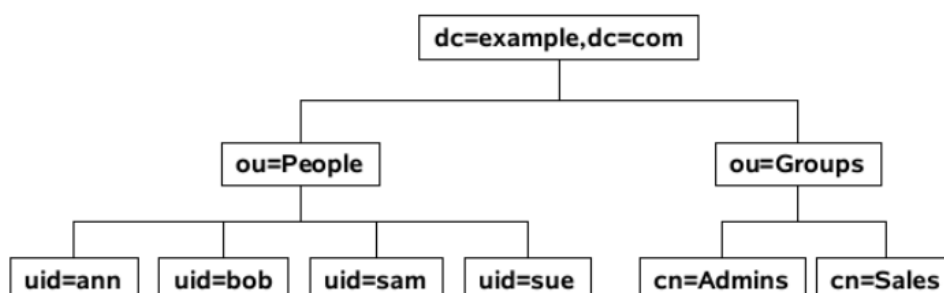 dc=example,dc=com
ou=People
ou=Groups
uid=ann
uid=bob
uid=sam
uid=sue
cn=Admins
cn=Sales